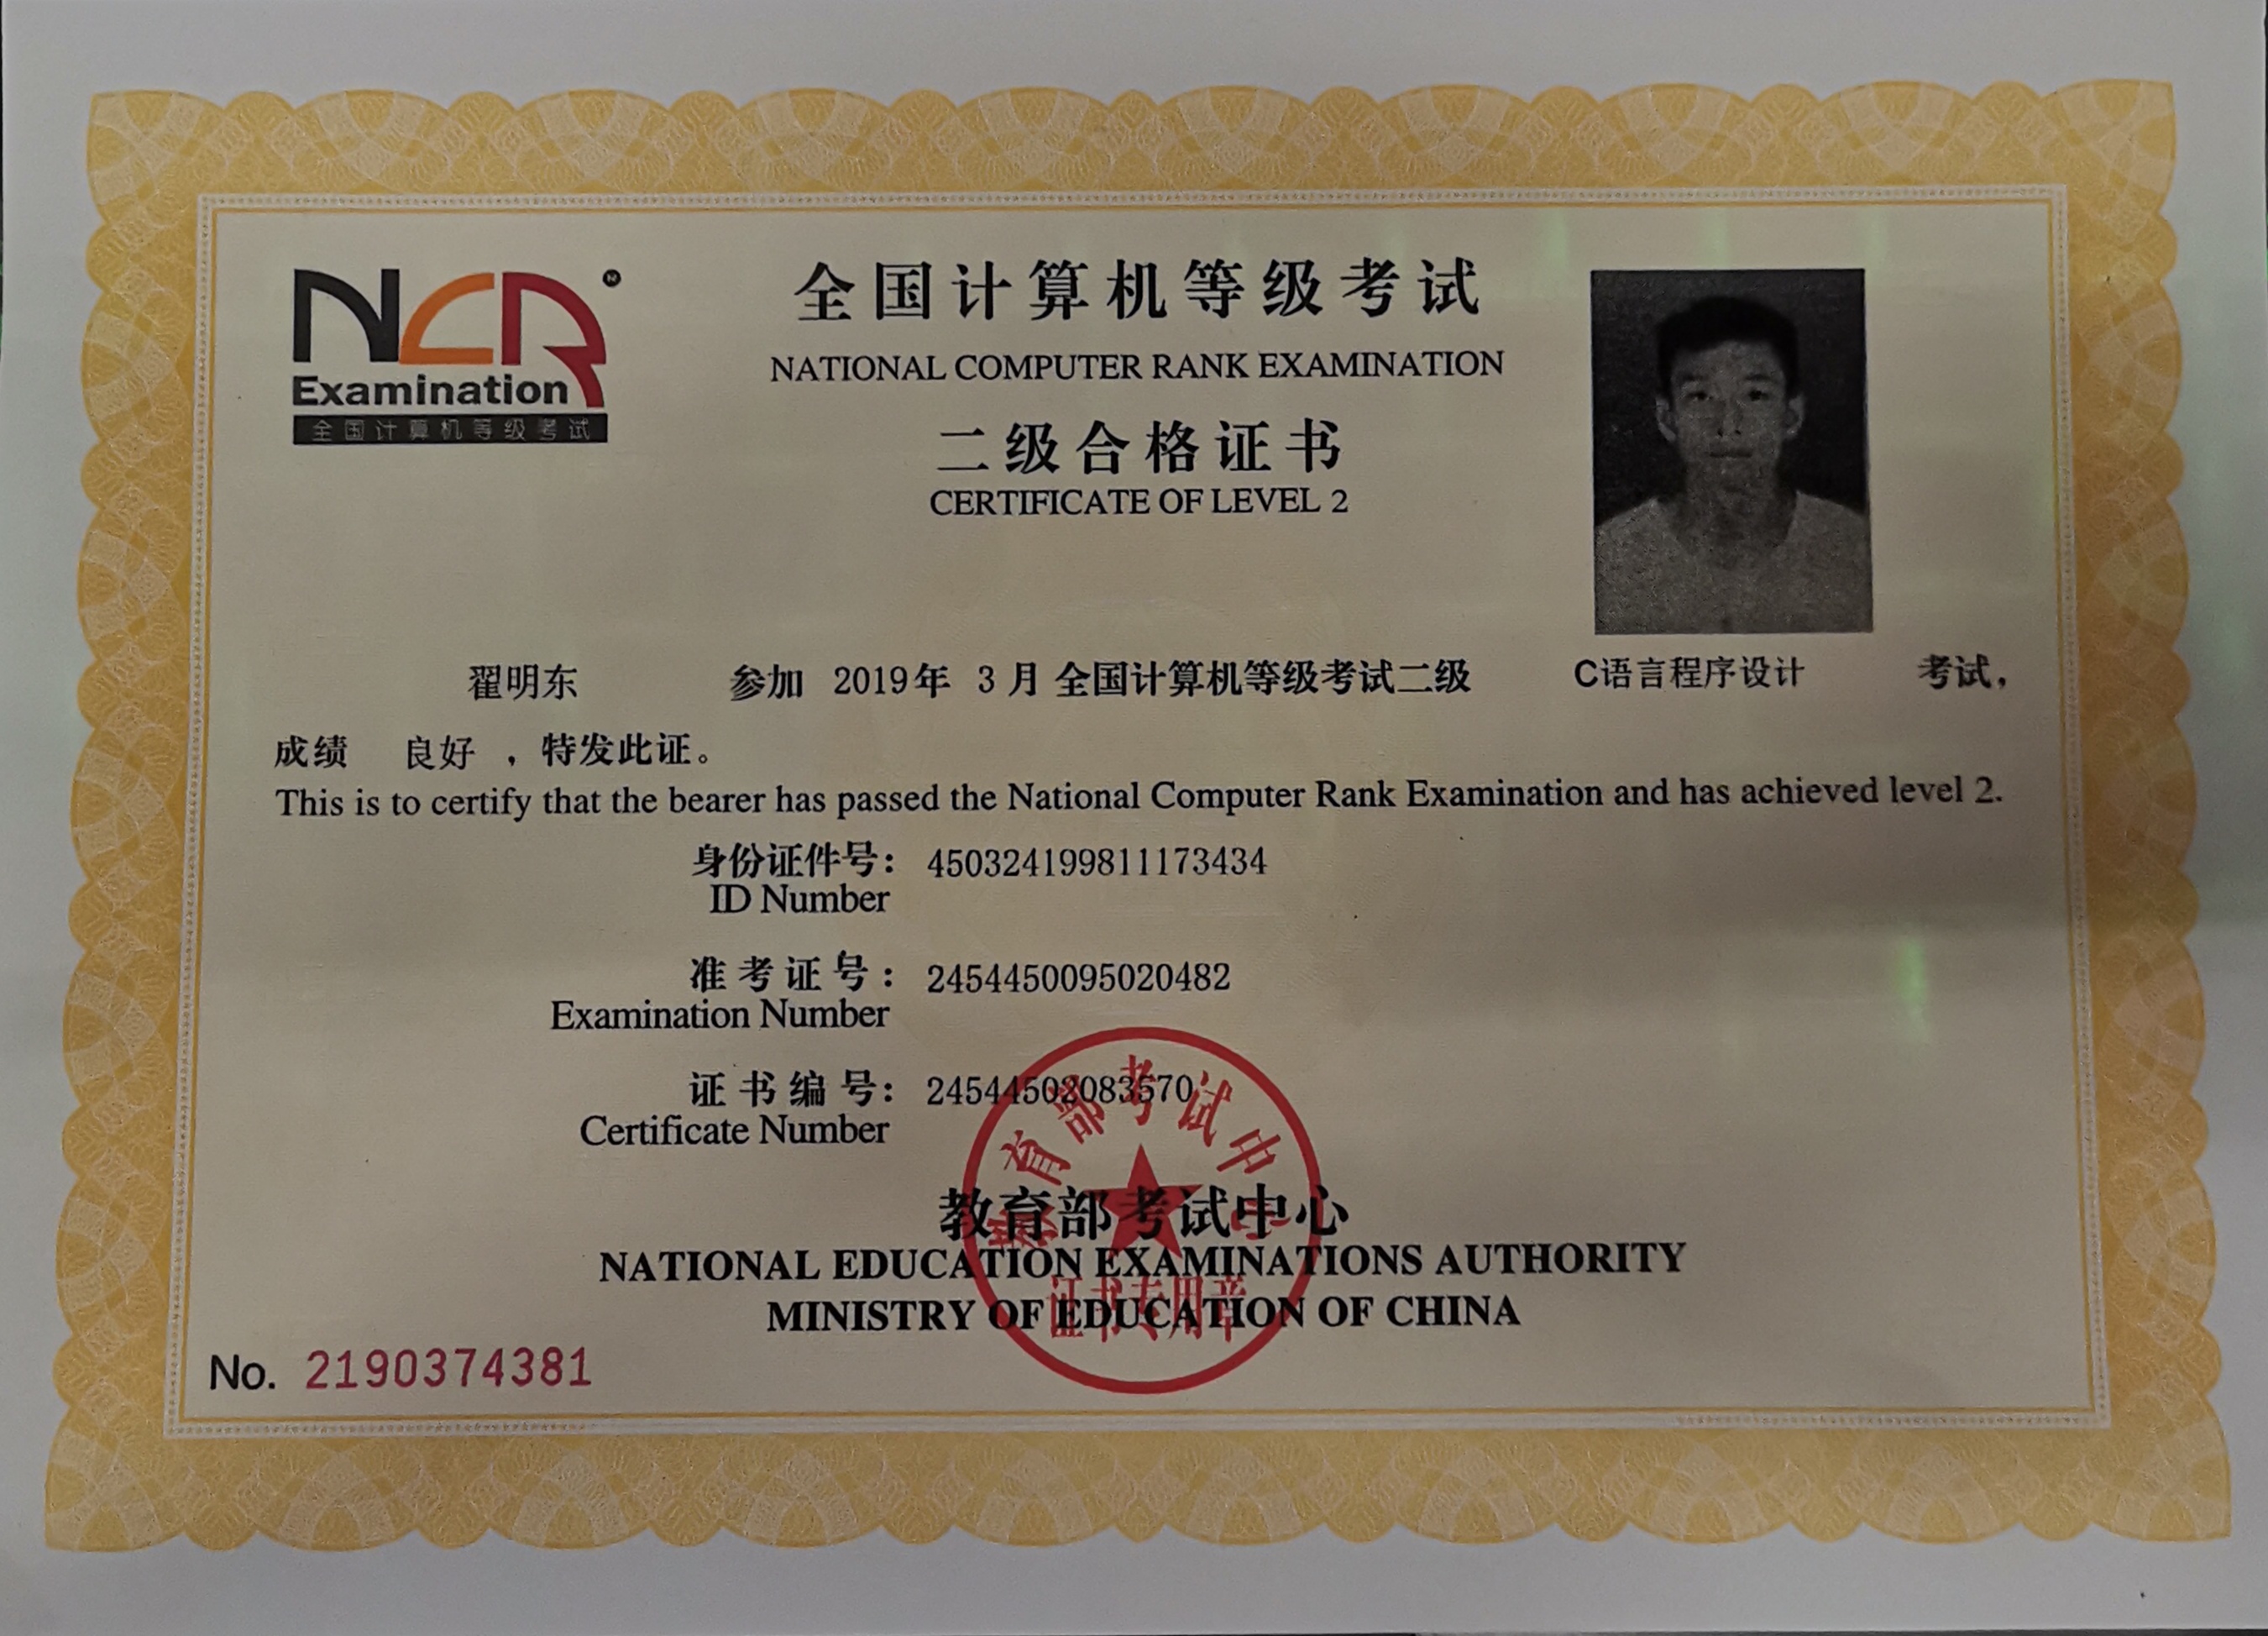 NCR
Examination
全国计算机等级考试
全国计算机等级考试
NATIONAL COMPUTER RANK EXAMINATION
二级合格证书
CERTIFICATE OF LEVEL 2
翟明东 参加 2019年 3 月 全国计算机等级考试二级 C语言程序设计 考试，
成绩 良好 ，特发此证。
This is to certify that the bearer has passed the National Computer Rank Examination and has achieved level 2.
身份证件号： 450324199811173434
ID Number
准考证号： 2454450095020482
Examination Number
证书编号： 24544502083570
Certificate Number
教育部考试中心
教育部考试中心
NATIONAL EDUCATION EXAMINATIONS AUTHORITY
证书专用章
MINISTRY OF EDUCATION OF CHINA
No. 2190374381